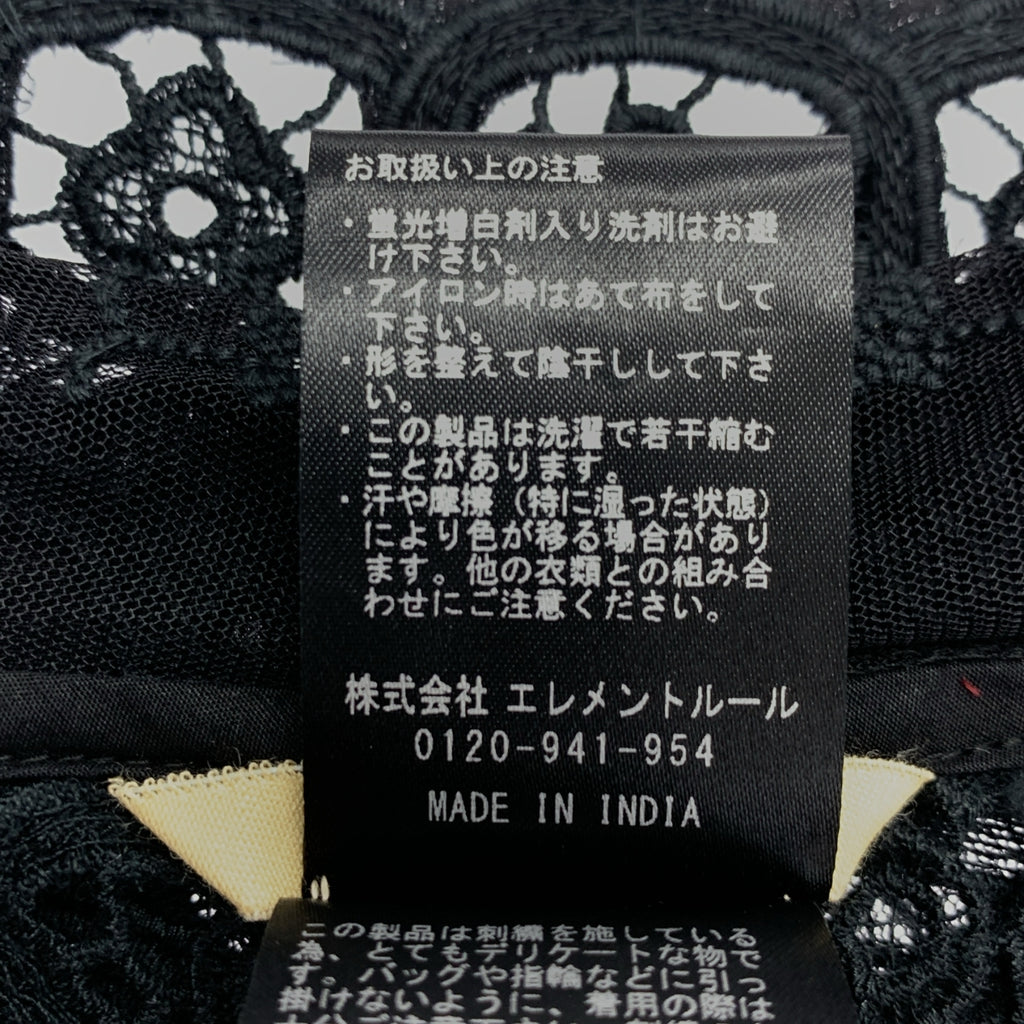 お取扱い上の注意
・蛍光増白剤入り洗剤はお避
け下さい。
・アイロン時はあて布をして
下さい。
・形を整えて陰干しして下さ
い。
・この製品は洗濯で若干縮む
ことがあります。
・汗や摩擦（特に湿った状態）
により色が移る場合があり
ます。他の衣類との組み合
わせにご注意ください。
株式会社 エレメントルール
0120-941-954
MADE IN INDIA
この製品は刺繍を施している
為、とてもデリケートな物で
す。バッグや指輪などに引っ
掛けないように、着用の際は